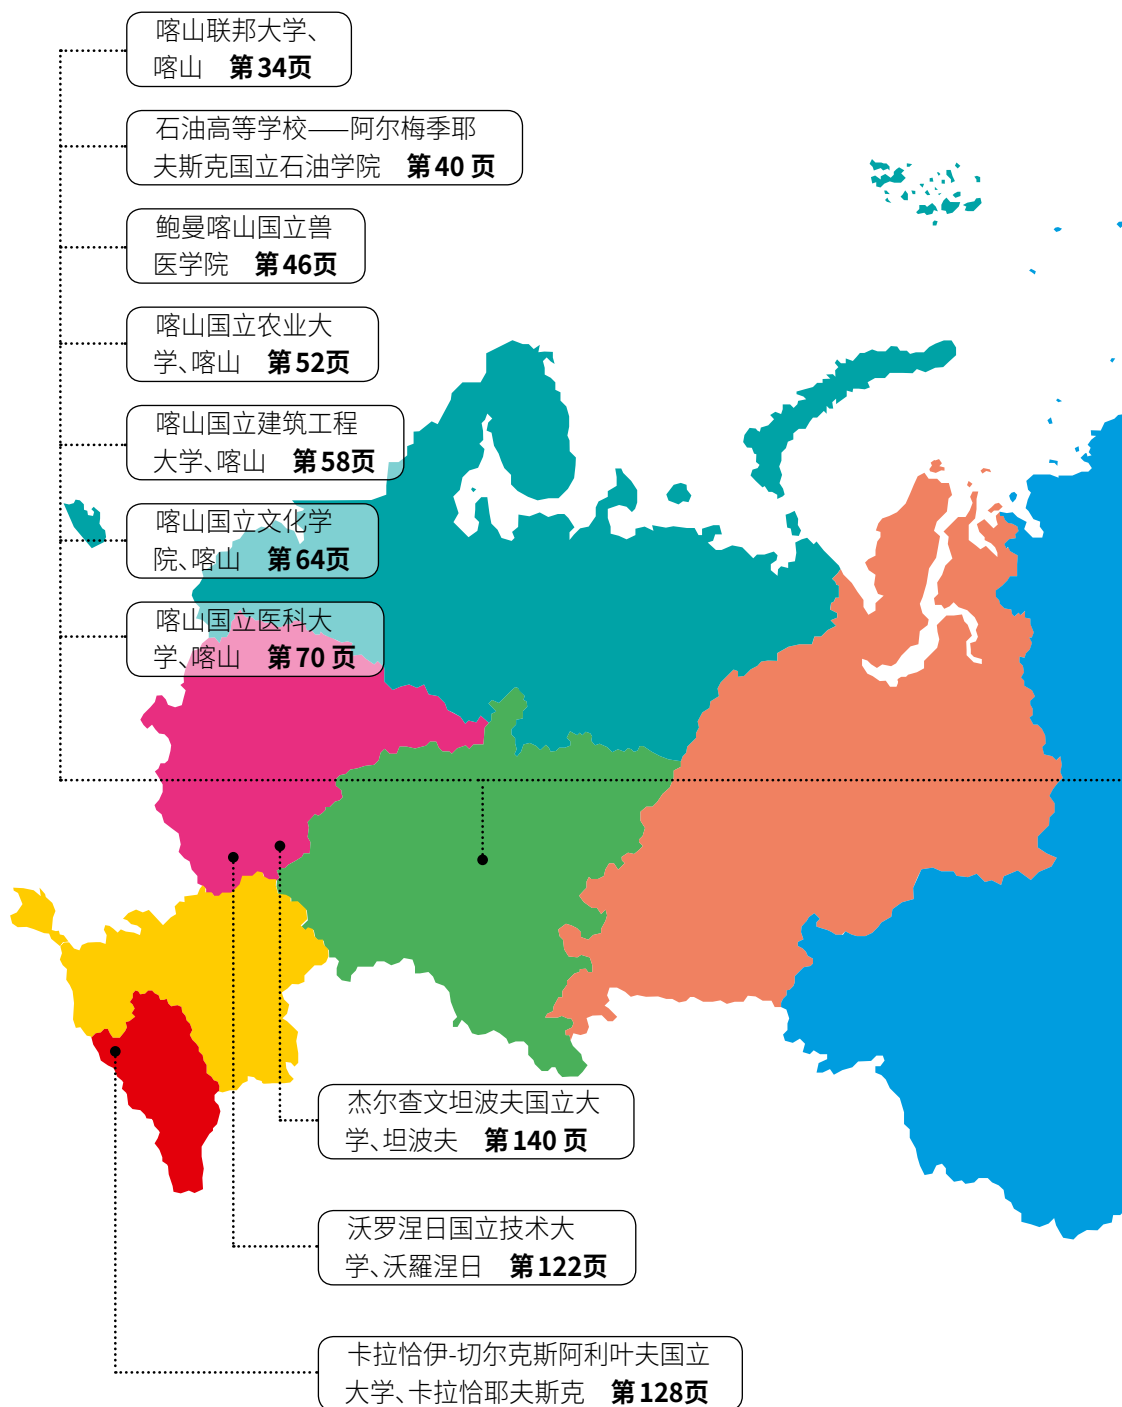 喀山联邦大学、
喀山 第34页
石油高等学校——阿尔梅季耶
夫斯克国立石油学院 第40 页
鲍曼喀山国立兽
医学院 第46页
喀山国立农业大
学、喀山 第52页
喀山国立建筑工程
大学、喀山 第58页
喀山国立文化学
院、喀山 第64页
喀山国立医科大
学、喀山 第70 页
杰尔查文坦波夫国立大
学、坦波夫 第140 页
沃罗涅日国立技术大
学、沃羅涅日 第122页
卡拉恰伊-切尔克斯阿利叶夫国立
大学、卡拉恰耶夫斯克 第128页